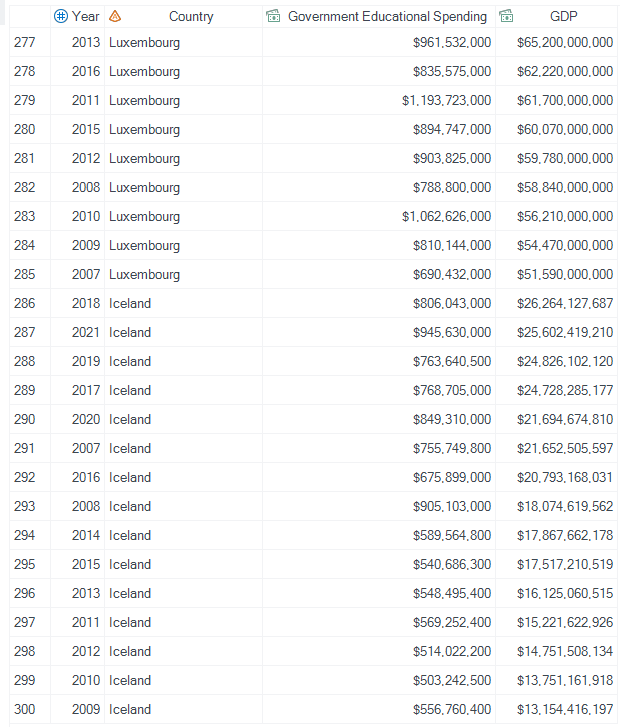 Year Country Government Educational Spending GDP
277 2013 Luxembourg $961,532,000 $65,200,000,000
278 2016 Luxembourg $835,575,000 $62,220,000,000
279 2011 Luxembourg $1,193,723,000 $61,700,000,000
280 2015 Luxembourg $894,747,000 $60,070,000,000
281 2012 Luxembourg $903,825,000 $59,780,000,000
282 2008 Luxembourg $788,800,000 $58,840,000,000
283 2010 Luxembourg $1,062,626,000 $56,210,000,000
284 2009 Luxembourg $810,144,000 $54,470,000,000
285 2007 Luxembourg $690,432,000 $51,590,000,000
286 2018 Iceland $806,043,000 $26,264,127,687
287 2021 Iceland $945,630,000 $25,602,419,210
288 2019 Iceland $763,640,500 $24,826,102,120
289 2017 Iceland $768,705,000 $24,728,285,177
290 2020 Iceland $849,310,000 $21,694,674,810
291 2007 Iceland $755,749,800 $21,652,505,597
292 2016 Iceland $675,899,000 $20,793,168,031
293 2008 Iceland $905,103,000 $18,074,619,562
294 2014 Iceland $589,564,800 $17,867,662,178
295 2015 Iceland $540,686,300 $17,517,210,519
296 2013 Iceland $548,495,400 $16,125,060,515
297 2011 Iceland $569,252,400 $15,221,622,926
298 2012 Iceland $514,022,200 $14,751,508,134
299 2010 Iceland $503,242,500 $13,751,161,918
300 2009 Iceland $556,760,400 $13,154,416,197